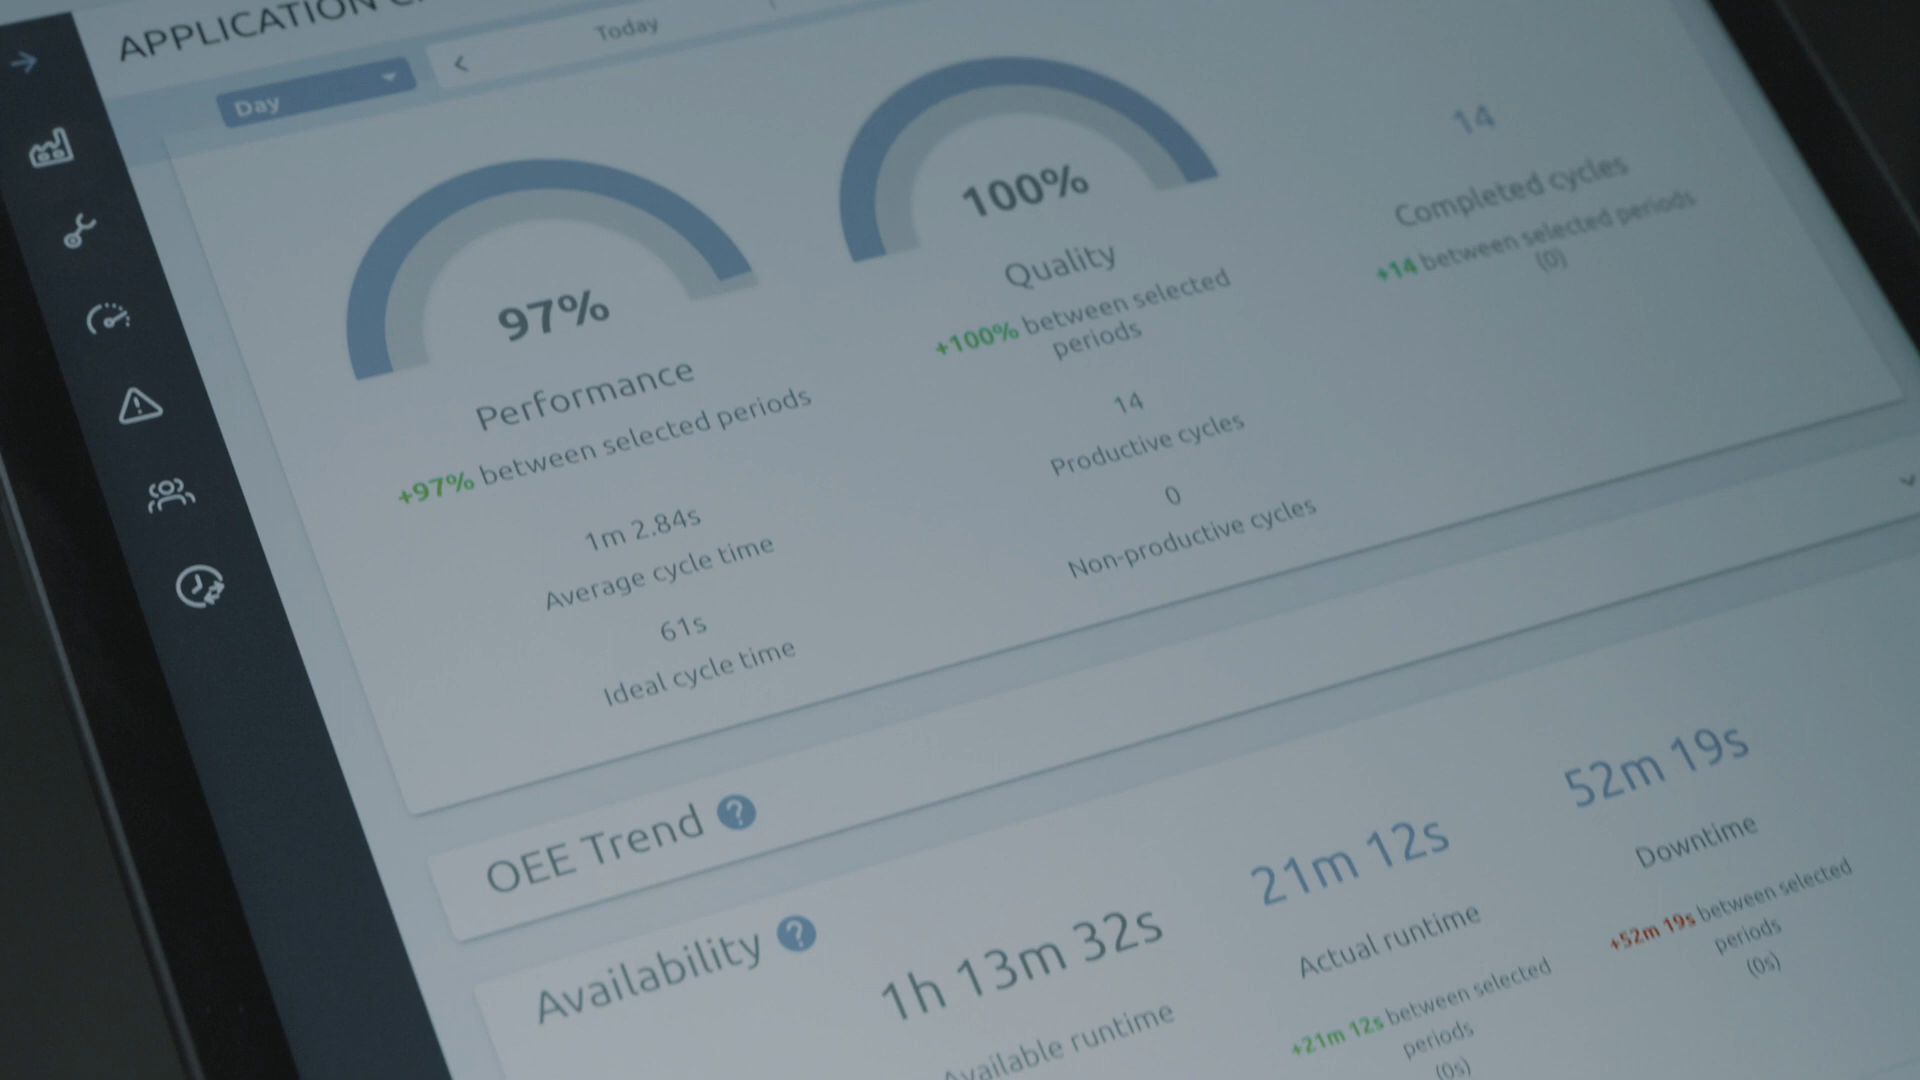 APPLICATION
Day
Today
97%
Performance
+97% between selected periods
1m 2.84s
Average cycle time
61s
Ideal cycle time
100%
Quality
+100% between selected
periods
14
Productive cycles
0
Non-productive cycles
14
Completed cycles
+14 between selected periods
(0)
OEE Trend ?
Availability ?
1h 13m 32s
Available runtime
21m 12s
Actual runtime
+21m 12s between selected
periods
(0s)
52m 19s
Downtime
+52m 19s between selected
periods
(0s)